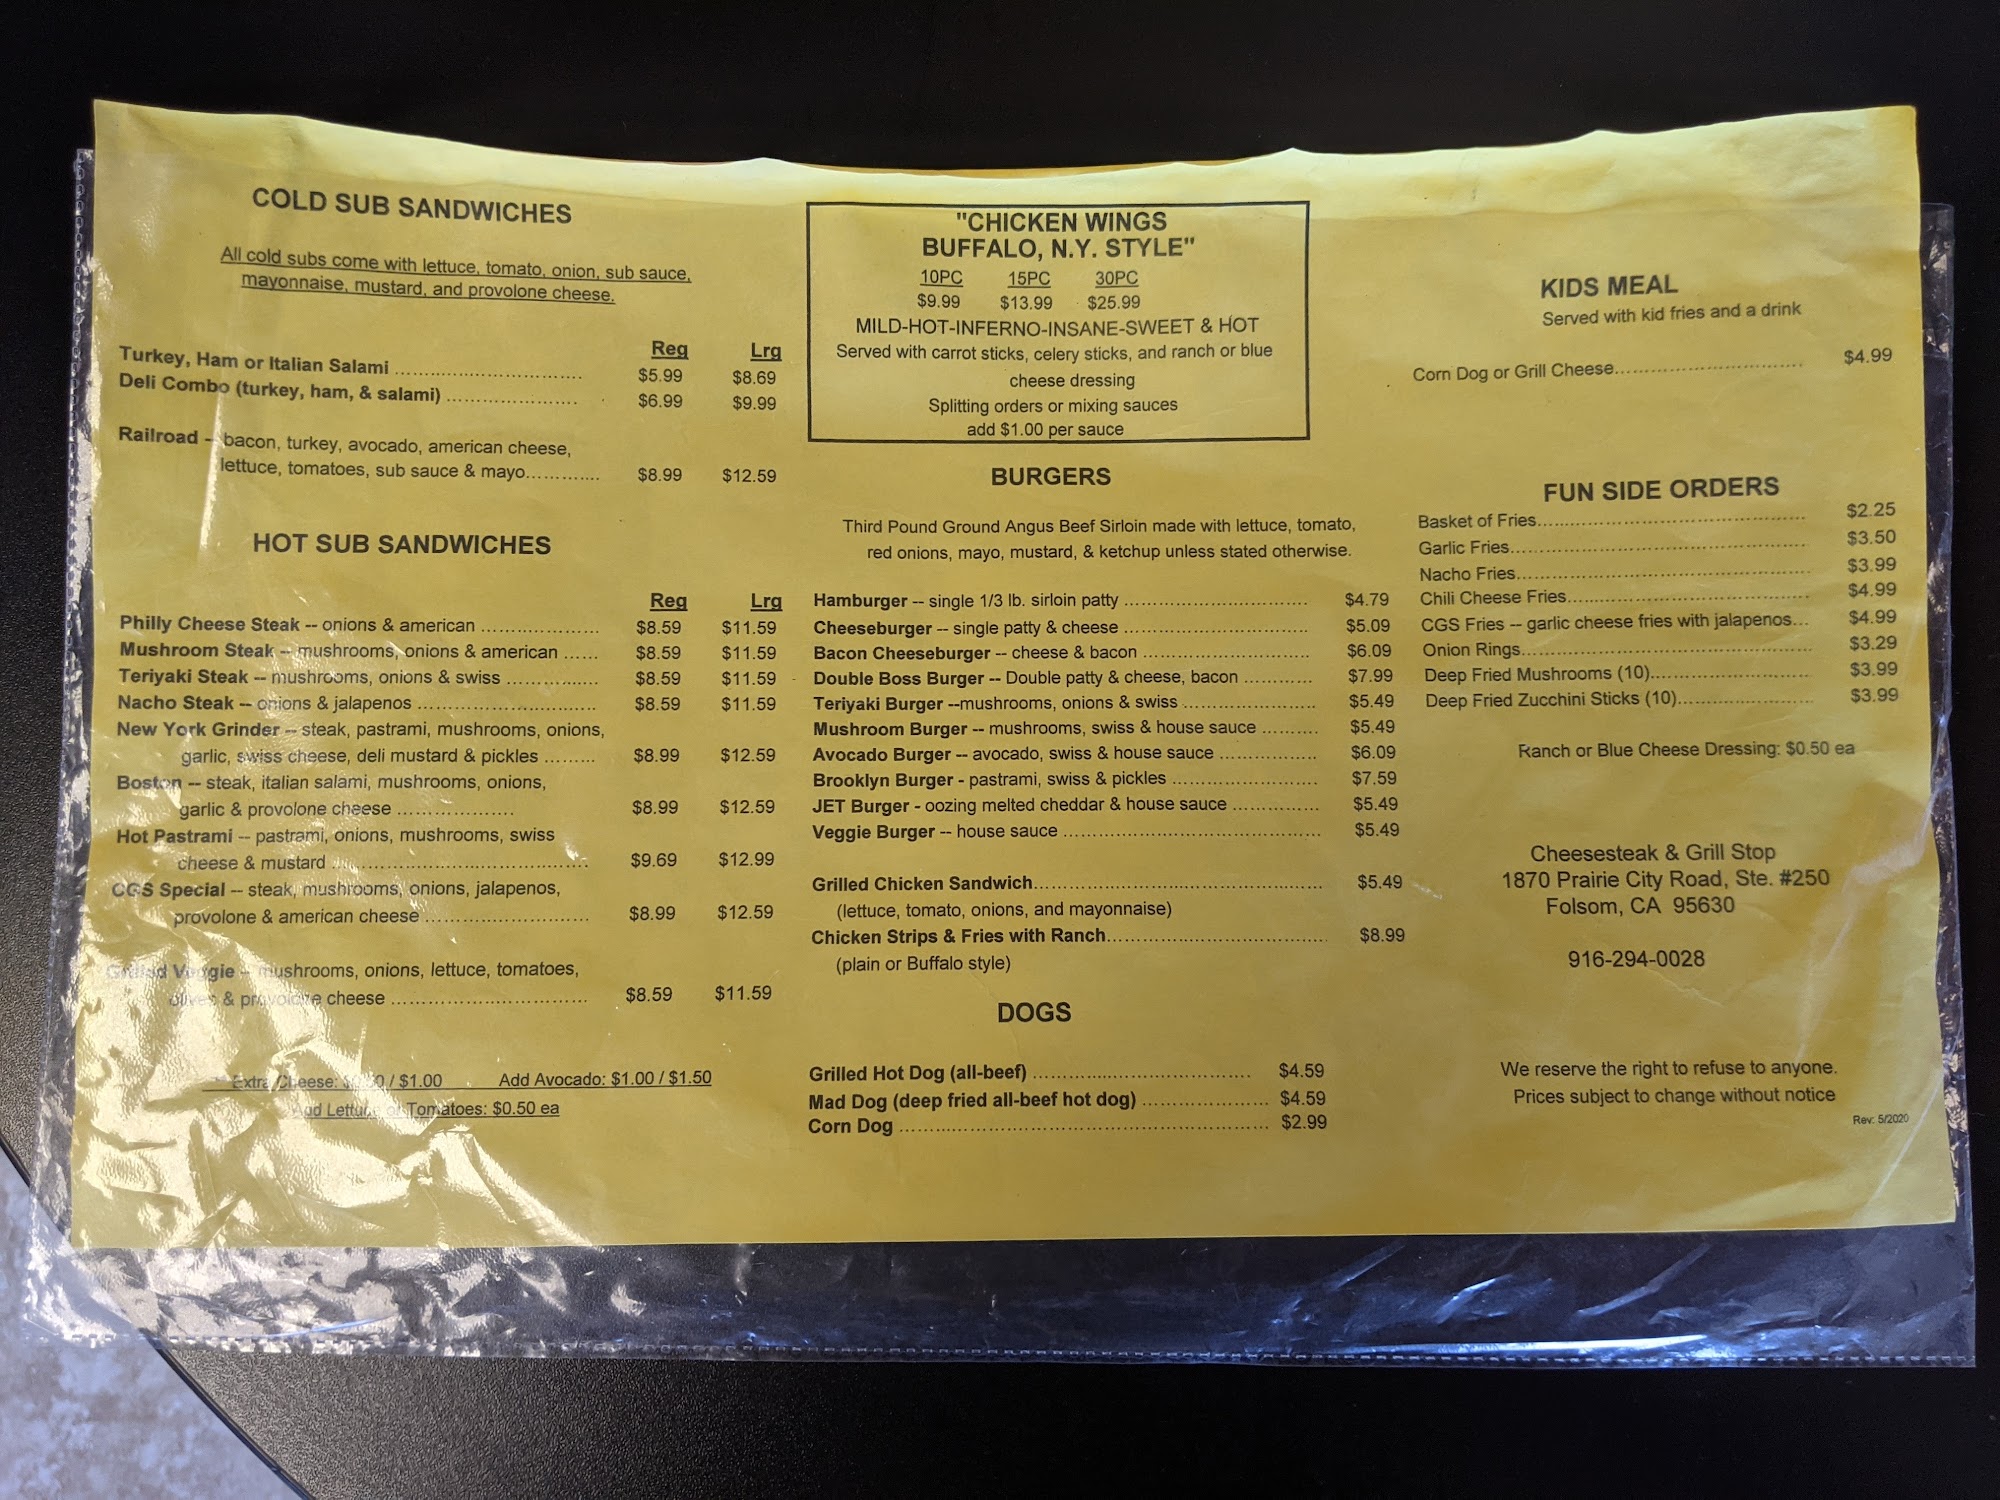 COLD SUB SANDWICHES
All cold subs come with lettuce, tomato, onion, sub sauce,
mayonnaise, mustard, and provolone cheese.
Reg Lrg
Turkey, Ham or Italian Salami ................................ $5.99 $8.69
Deli Combo (turkey, ham, & salami) ...................... $6.99 $9.99
Railroad - bacon, turkey, avocado, american cheese,
lettuce, tomatoes, sub sauce & mayo............. $8.99 $12.59
HOT SUB SANDWICHES
Reg Lrg
Philly Cheese Steak -- onions & american .................... $8.59 $11.59
Mushroom Steak -- mushrooms, onions & american ...... $8.59 $11.59
Teriyaki Steak -- mushrooms, onions & swiss ................ $8.59 $11.59
Nacho Steak -- onions & jalapenos .............................. $8.59 $11.59
New York Grinder -- steak, pastrami, mushrooms, onions,
garlic, swiss cheese, deli mustard & pickles ......... $8.99 $12.59
Boston -- steak, italian salami, mushrooms, onions,
garlic & provolone cheese .................... $8.99 $12.59
Hot Pastrami -- pastrami, onions, mushrooms, swiss
cheese & mustard ............................................ $9.69 $12.99
CGS Special -- steak, mushrooms, onions, jalapenos,
provolone & american cheese ............................ $8.99 $12.59
Grilled Veggie -- mushrooms, onions, lettuce, tomatoes,
olives & provolone cheese .................................. $8.59 $11.59
Extra Cheese: / $1.00 Add Avocado: $1.00 / $1.50
Add Lettuce or Tomatoes: $0.50 ea
"CHICKEN WINGS
BUFFALO, N.Y. STYLE"
10PC 15PC 30PC
$9.99 $13.99 $25.99
MILD-HOT-INFERNO-INSANE-SWEET & HOT
Served with carrot sticks, celery sticks, and ranch or blue
cheese dressing
Splitting orders or mixing sauces
add $1.00 per sauce
BURGERS
Third Pound Ground Angus Beef Sirloin made with lettuce, tomato,
red onions, mayo, mustard, & ketchup unless stated otherwise.
Hamburger -- single 1/3 lb. sirloin patty ............................... $4.79
Cheeseburger -- single patty & cheese ............................... $5.09
Bacon Cheeseburger -- cheese & bacon ............................ $6.09
Double Boss Burger -- Double patty & cheese, bacon ............ $7.99
Teriyaki Burger --mushrooms, onions & swiss ...................... $5.49
Mushroom Burger -- mushrooms, swiss & house sauce .......... $5.49
Avocado Burger -- avocado, swiss & house sauce ................ $6.09
Brooklyn Burger - pastrami, swiss & pickles ........................ $7.59
JET Burger - oozing melted cheddar & house sauce .............. $5.49
Veggie Burger -- house sauce ........................................... $5.49
Grilled Chicken Sandwich................................................. $5.49
(lettuce, tomato, onions, and mayonnaise)
Chicken Strips & Fries with Ranch..................................... $8.99
(plain or Buffalo style)
DOGS
Grilled Hot Dog (all-beef) ..................................... $4.59
Mad Dog (deep fried all-beef hot dog) ..................... $4.59
Corn Dog .............................................................. $2.99
KIDS MEAL
Served with kid fries and a drink
Corn Dog or Grill Cheese................................ $4.99
FUN SIDE ORDERS
Basket of Fries.............................................. $2.25
Garlic Fries................................................... $3.50
Nacho Fries.................................................. $3.99
Chili Cheese Fries......................................... $4.99
CGS Fries -- garlic cheese fries with jalapenos... $4.99
Onion Rings.................................................. $3.29
Deep Fried Mushrooms (10)............................ $3.99
Deep Fried Zucchini Sticks (10)........................ $3.99
Ranch or Blue Cheese Dressing: $0.50 ea
Cheesesteak & Grill Stop
1870 Prairie City Road, Ste. #250
Folsom, CA 95630
916-294-0028
We reserve the right to refuse to anyone.
Prices subject to change without notice
Rev: 5/2020